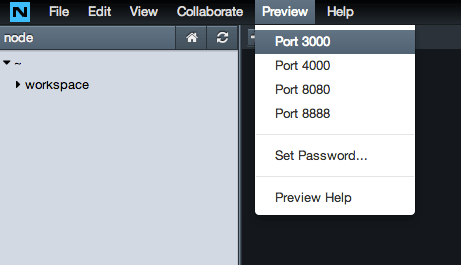 N File Edit View Collaborate Preview Help
node
~
workspace
Port 3000
Port 4000
Port 8080
Port 8888
Set Password...
Preview Help